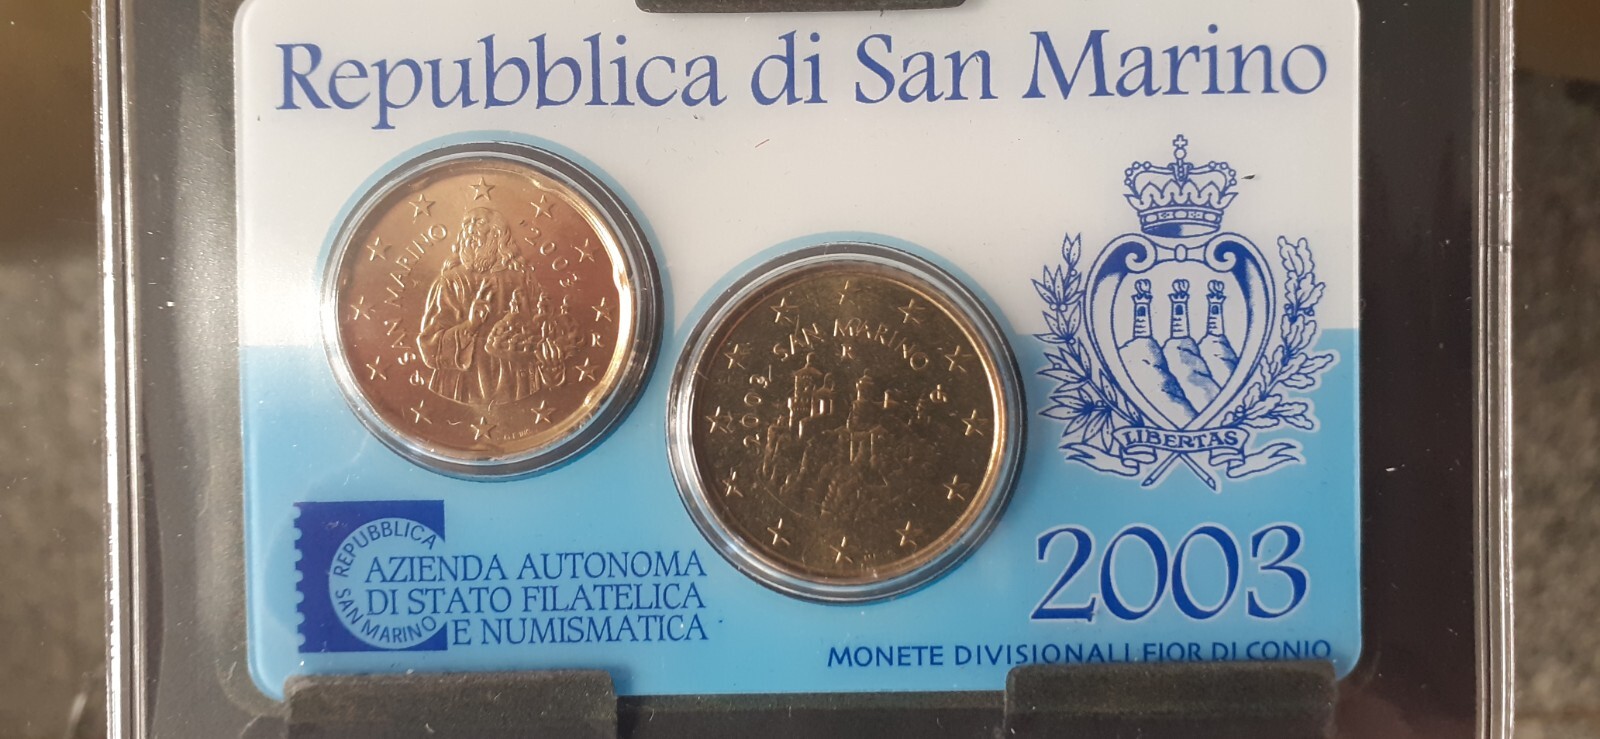 Repubblica di San Marino
SAN MARINO
2003
R
SAN MARINO
R
2003
LIBERTAS
REPUBBLICA
SAN MARINO
AZIENDA AUTONOMA
DI STATO FILATELICA
E NUMISMATICA
2003
MONETE DIVISIONALI FIOR DI CONIO